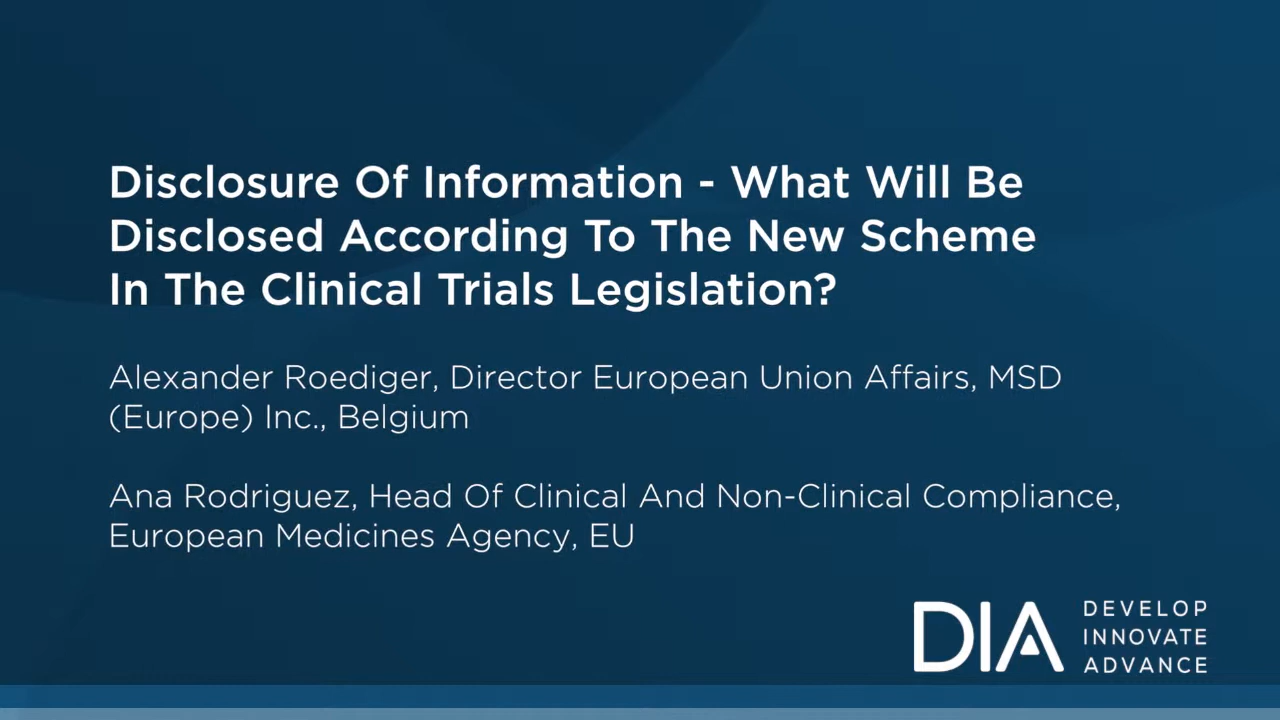 Disclosure Of Information - What Will Be
Disclosed According To The New Scheme
In The Clinical Trials Legislation?
Alexander Roediger, Director European Union Affairs, MSD
(Europe) Inc., Belgium
Ana Rodriguez, Head Of Clinical And Non-Clinical Compliance,
European Medicines Agency, EU
DIA
DEVELOP
INNOVATE
ADVANCE